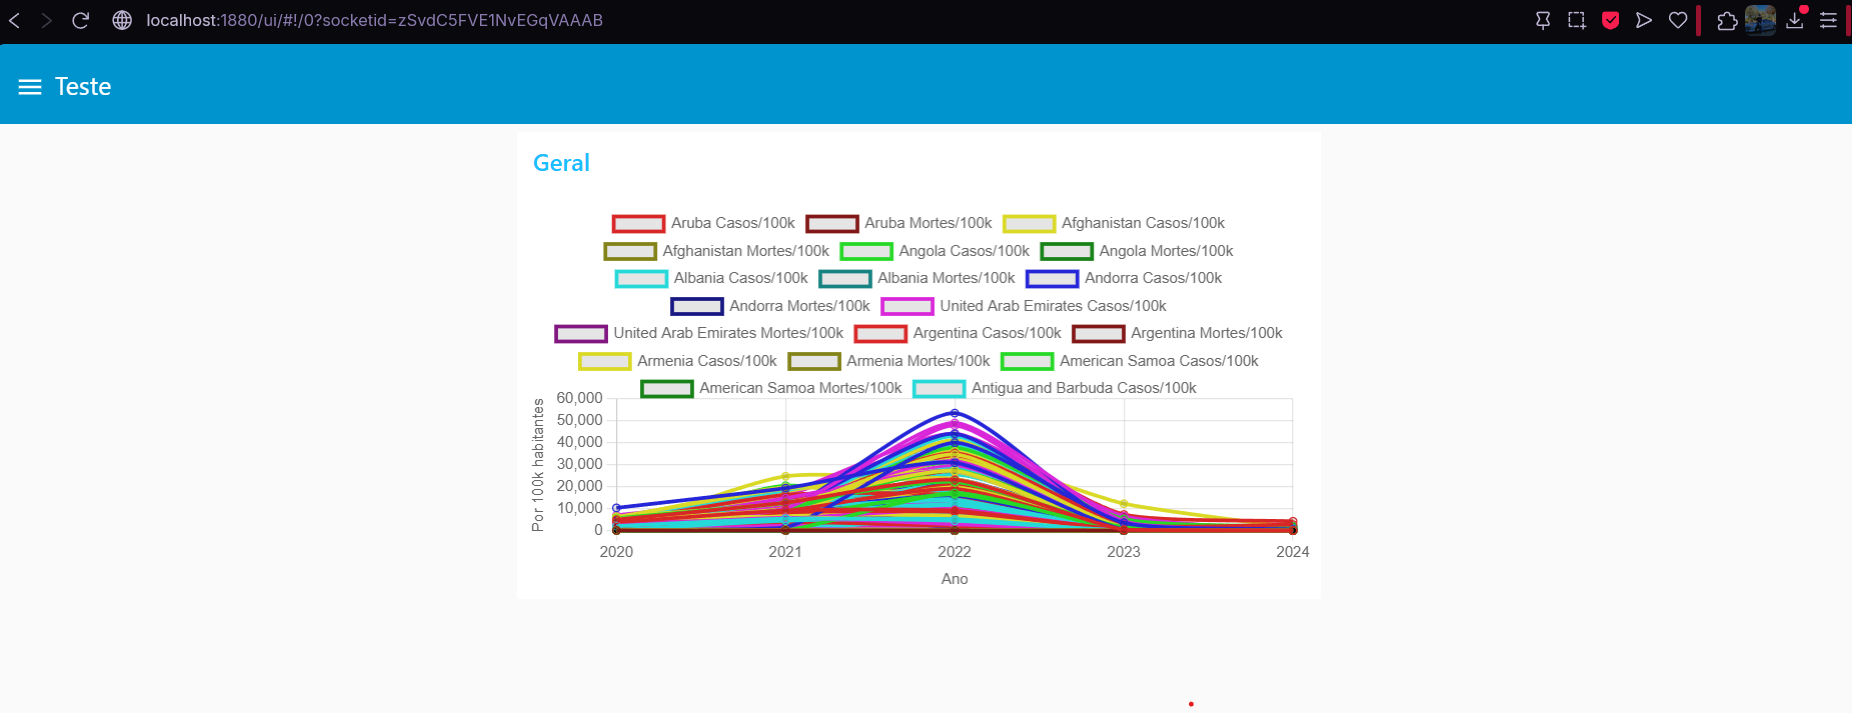 localhost:1880/ui/#!/0?socketid=zSvdC5FVE1NvEGqVAAAB
Teste
Geral
Aruba Casos/100k Aruba Mortes/100k Afghanistan Casos/100k
Afghanistan Mortes/100k Angola Casos/100k Angola Mortes/100k
Albania Casos/100k Albania Mortes/100k Andorra Casos/100k
Andorra Mortes/100k United Arab Emirates Casos/100k
United Arab Emirates Mortes/100k Argentina Casos/100k Argentina Mortes/100k
Armenia Casos/100k Armenia Mortes/100k American Samoa Casos/100k
American Samoa Mortes/100k Antigua and Barbuda Casos/100k
Por 100k habitantes
60,000
50,000
40,000
30,000
20,000
10,000
0
2020 2021 2022 2023 2024
Ano